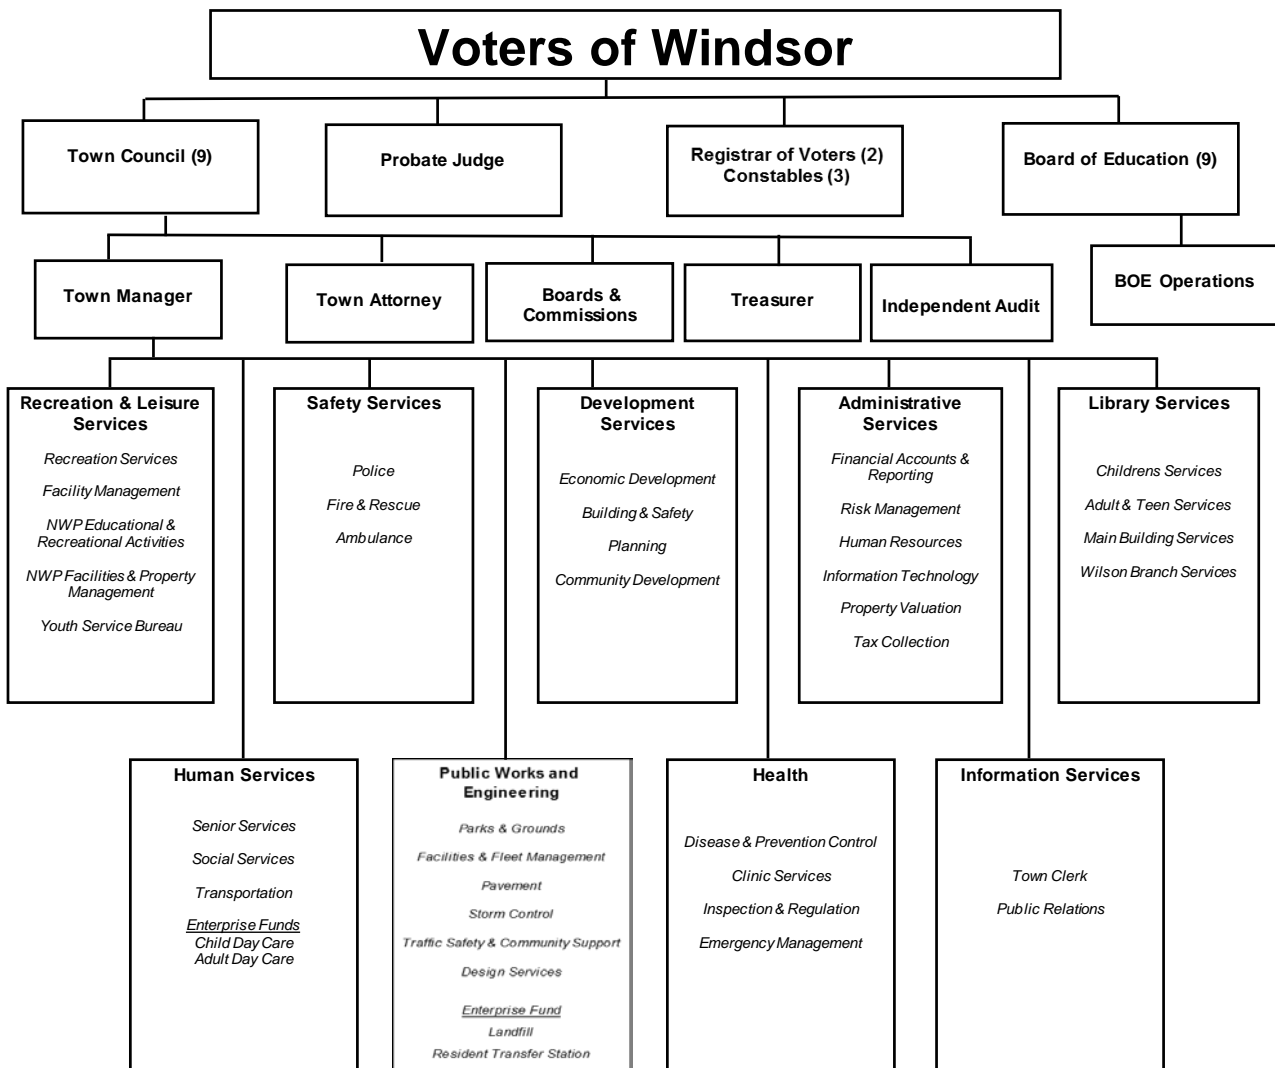 Voters of Windsor
Town Council (9)
Probate Judge
Registrar of Voters (2)
Constables (3)
Board of Education (9)
Town Manager
Town Attorney
Boards &
Commissions
Treasurer
Independent Audit
BOE Operations
Recreation & Leisure
Services
Recreation Services
Facility Management
NWP Educational &
Recreational Activities
NWP Facilities & Property
Management
Youth Service Bureau
Safety Services
Police
Fire & Rescue
Ambulance
Development
Services
Economic Development
Building & Safety
Planning
Community Development
Administrative
Services
Financial Accounts &
Reporting
Risk Management
Human Resources
Information Technology
Property Valuation
Tax Collection
Library Services
Childrens Services
Adult & Teen Services
Main Building Services
Wilson Branch Services
Human Services
Senior Services
Social Services
Transportation
Enterprise Funds
Child Day Care
Adult Day Care
Public Works and
Engineering
Parks & Grounds
Facilities & Fleet Management
Pavement
Storm Control
Traffic Safety & Community Support
Design Services
Enterprise Fund
Landfill
Resident Transfer Station
Health
Disease & Prevention Control
Clinic Services
Inspection & Regulation
Emergency Management
Information Services
Town Clerk
Public Relations